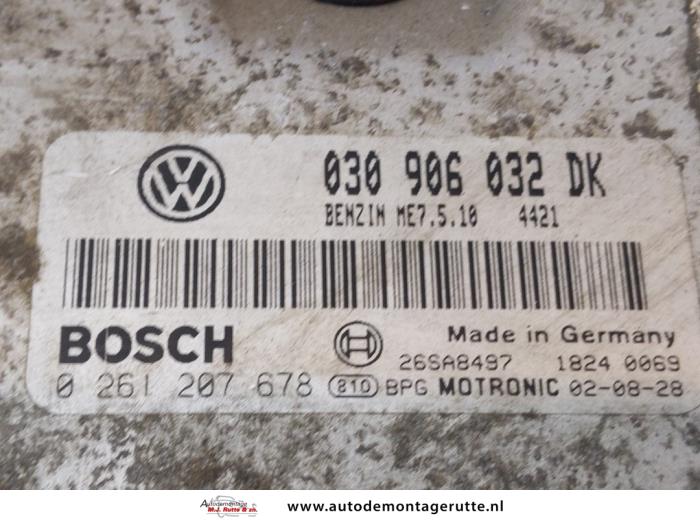 030 906 032 DK
BENZIN ME7.5.10 4421
BOSCH
Made in Germany
26SA8497 1824 0069
0 261 207 678 810 BPG MOTRONIC 02-08-28
Autodemontage
M.J. Rutte & zn.
www.autodemontagerutte.nl